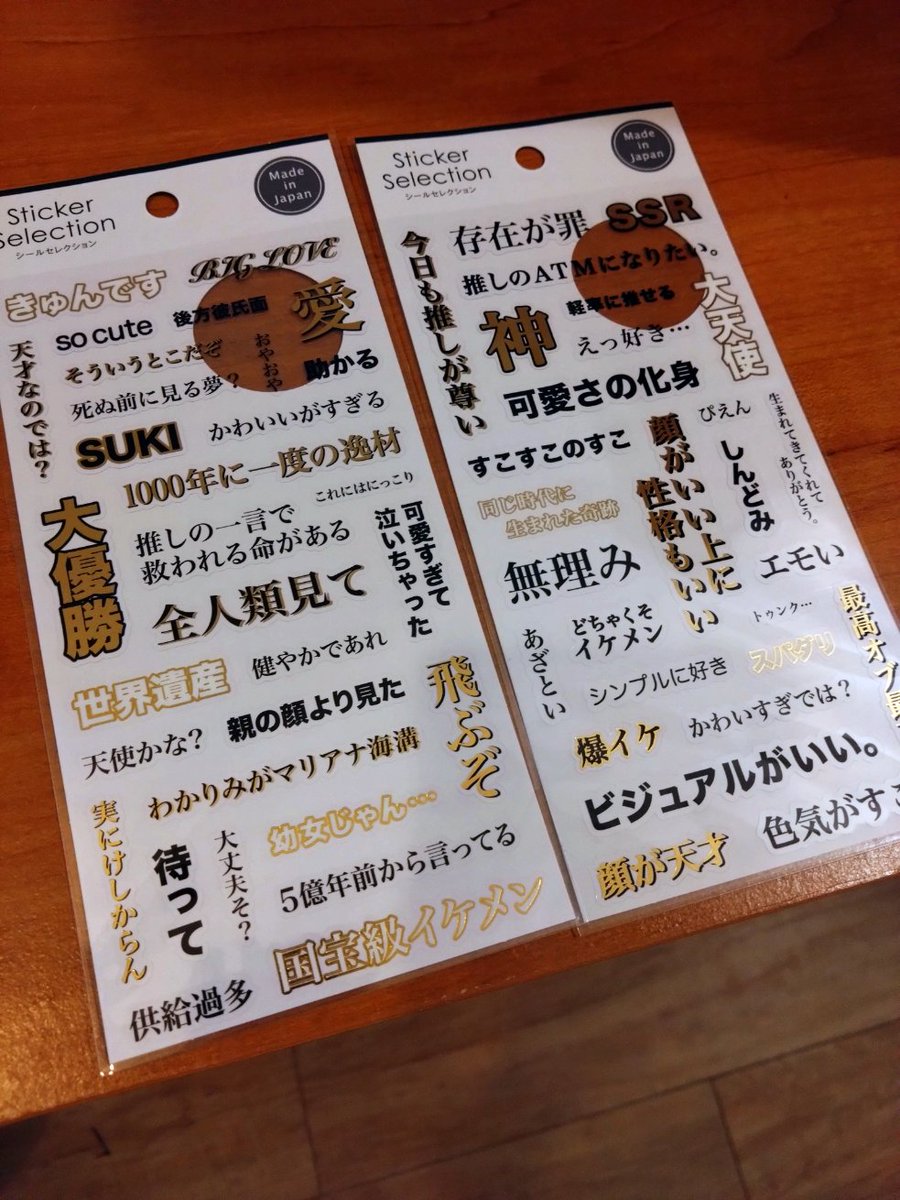 Sticker
Selection
シールセレクション
Made
in
Japan
BIG LOVE
きゅんです
so cute
後方彼氏面
愛
天才なのでは?
そういうとこだぞ
おやおや
助かる
死ぬ前に見る夢?
SUKI
かわいいがすぎる
1000年に一度の逸材
これにはにっこり
大優勝
推しの一言で
救われる命がある
可愛すぎて
泣いちゃった
全人類見て
世界遺産
健やかであれ
飛ぶぞ
天使かな?
親の顔より見た
わかりみがマリアナ海溝
実にけしからん
待って
大丈夫そ?
幼女じゃん…
5億年前から言ってる
国宝級イケメン
供給過多
Sticker
Selection
シールセレクション
Made
in
Japan
今日も推しが尊い
存在が罪
SSR
推しのATMになりたい。
神
軽率に推せる
大天使
えっ好き…
可愛さの化身
すこすこのすこ
顔がいい上に
性格もいい
ぴえん
しんどみ
生まれてきてくれて
ありがとう。
同じ時代に
生まれた奇跡
無理み
エモい
あざとい
どちゃくそ
イケメン
トゥンク…
シンプルに好き
スパダリ
最高オブ
爆イケ
かわいすぎでは?
ビジュアルがいい。
顔が天才
色気がすご